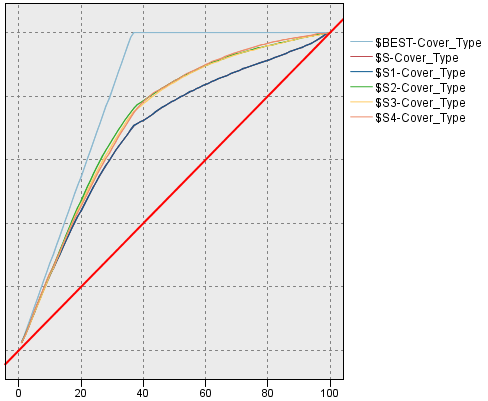 $BEST-Cover_Type
$S-Cover_Type
$S1-Cover_Type
$S2-Cover_Type
$S3-Cover_Type
$S4-Cover_Type
0 20 40 60 80 100